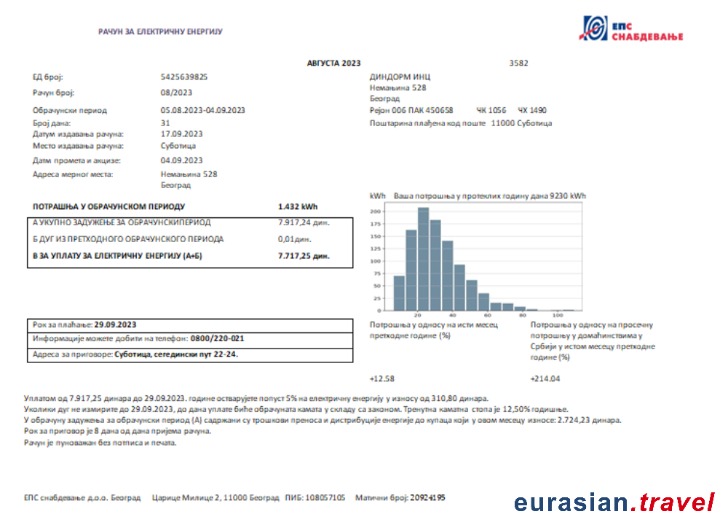 РАЧУН ЗА ЕЛЕКТРИЧНУ ЕНЕРГИЈУ
ЕПС
СНАБДЕВАЊЕ
АВГУСТА 2023
3582
ЕД број: 5425639825
Рачун број: 08/2023
Обрачунски период 05.08.2023-04.09.2023
Број дана: 31
Датум издавања рачуна: 17.09.2023
Место издавања рачуна: Суботица
Датм промета и акцизе: 04.09.2023
Адреса мерног места: Немањина 528
Београд
ДИНДОРМ ИНЦ
Немањина 528
Београд
Рејон 006 ПАК 450658 ЧК 1056 ЧХ 1490
Поштарина плаћена код поште 11000 Суботица
ПОТРАШЊА У ОБРАЧУНСКОМ ПЕРИОДУ 1.432 kWh
А УКУПНО ЗАДУЖЕЊЕ ЗА ОБРАЧУНСКИПЕРИОД 7.917,24 дин.
Б ДУГ ИЗ ПРЕТХОДНОГ ОБРАЧУНСКОГ ПЕРИОДА 0,01дин.
В ЗА УПЛАТУ ЗА ЕЛЕКТРИЧНУ ЕНЕРГИЈУ (А+Б) 7.717,25 дин.
kWh Ваша потрошња у протеклих годину дана 9230 kWh
200
175
150
125
100
75
50
25
0
20 40 60 80 100
Рок за плаћање: 29.09.2023
Информације можете добити на телефон: 0800/220-021
Адреса за приговоре: Суботица, сегедински пут 22-24.
Потрошња у односу на исти месец
претходне године (%)
+12.58
Потрошња у односу на просечну
потрошњу у домаћинствима у
Србији у истом месецу претходне
године (%)
+214.04
Уплатом од 7.917,25 динара до 29.09.2023. године остварујете попуст 5% на електричну енергију у износу од 310,80 динара.
Уколики дуг не измирите до 29.09.2023, до дана уплате биће обрачуната камата у складу са законом. Тренутна каматна стопа је 12,50% годишње.
У обрачуну задужења за обрачунски период (А) садржани су трошкови преноса и дистрибуције енергије до купаца који у овом месецу износе: 2.724,23 динара.
Рок за приговор је 8 дана од дана пријема рачуна.
Рачун је пуноважан без потписа и печата.
ЕПС снабдевање д.о.о. Београд Царице Милице 2, 11000 Београд ПИБ: 108057105 Матични број: 20924195
eurasian.travel